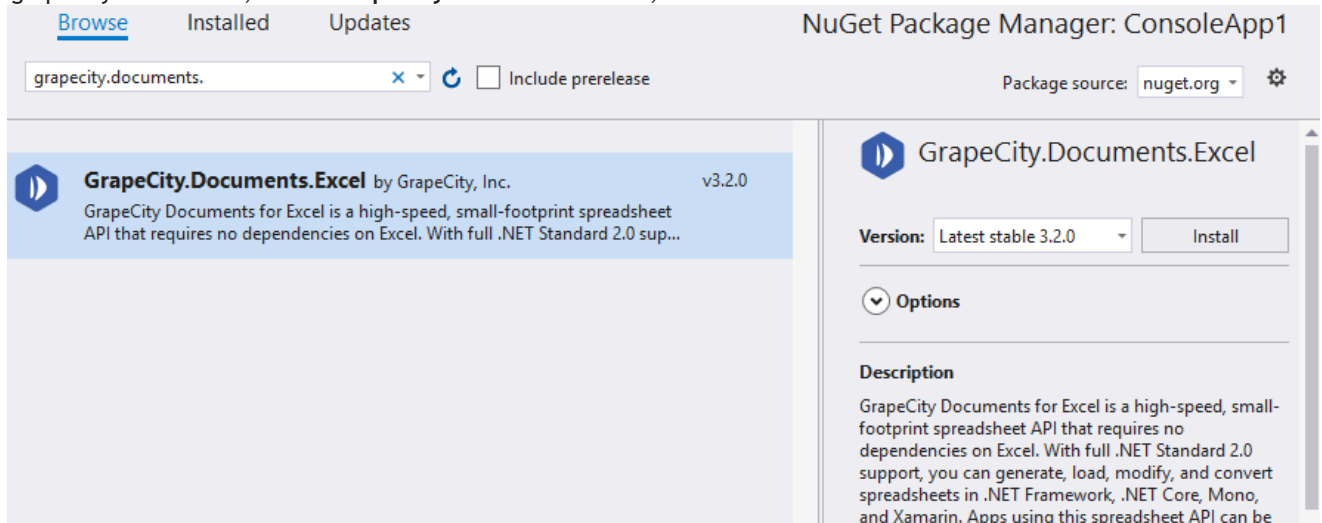 Browse Installed Updates NuGet Package Manager: ConsoleApp1
grapecity.documents. Include prerelease Package source: nuget.org
GrapeCity.Documents.Excel by GrapeCity, Inc. v3.2.0
GrapeCity Documents for Excel is a high-speed, small-footprint spreadsheet
API that requires no dependencies on Excel. With full .NET Standard 2.0 sup...
GrapeCity.Documents.Excel
Version: Latest stable 3.2.0 Install
Options
Description
GrapeCity Documents for Excel is a high-speed, small-
footprint spreadsheet API that requires no
dependencies on Excel. With full .NET Standard 2.0
support, you can generate, load, modify, and convert
spreadsheets in .NET Framework, .NET Core, Mono,
and Xamarin. Apps using this spreadsheet API can be